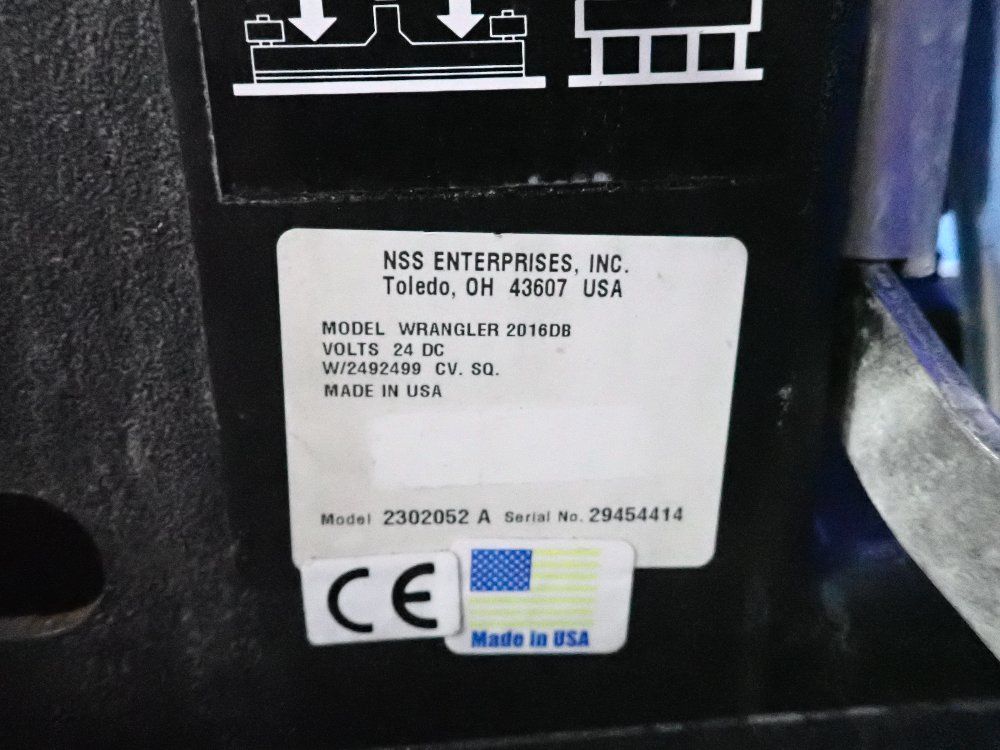 NSS ENTERPRISES, INC.
Toledo, OH 43607 USA
MODEL WRANGLER 2016DB
VOLTS 24 DC
W/2492499 CV. SQ.
MADE IN USA
Model 2302052 A Serial No. 29454414
CE
Made in USA